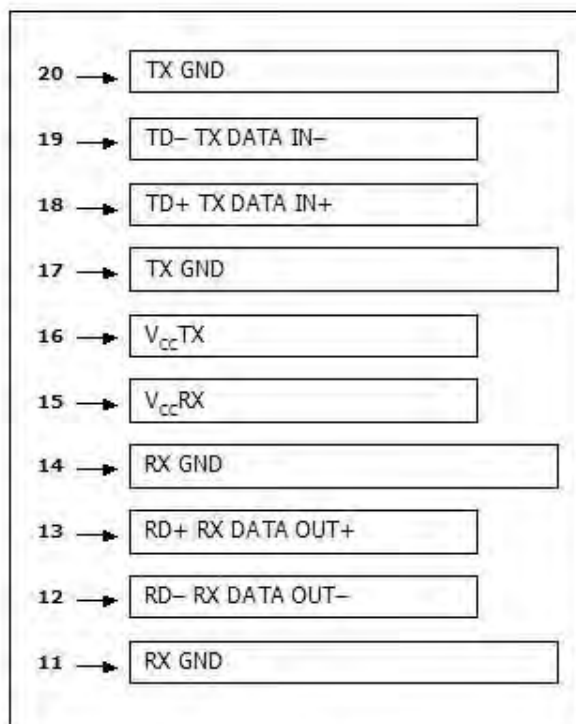 20 TX GND
19 TD– TX DATA IN–
18 TD+ TX DATA IN+
17 TX GND
16 VCCTX
15 VCCRX
14 RX GND
13 RD+ RX DATA OUT+
12 RD– RX DATA OUT–
11 RX GND